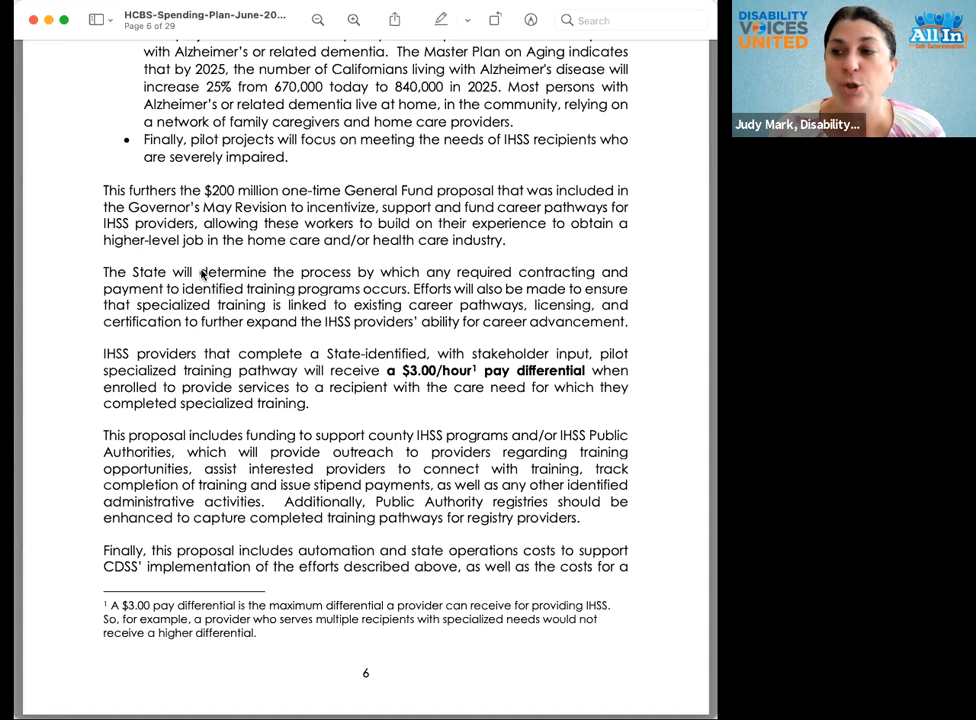 HCBS-Spending-Plan-June-20...
Page 6 of 29
Search
with Alzheimer's or related dementia.  The Master Plan on Aging indicates
that by 2025, the number of Californians living with Alzheimer's disease will
increase 25% from 670,000 today to 840,000 in 2025. Most persons with
Alzheimer's or related dementia live at home, in the community, relying on
a network of family caregivers and home care providers.
• Finally, pilot projects will focus on meeting the needs of IHSS recipients who
are severely impaired.
This furthers the $200 million one-time General Fund proposal that was included in
the Governor's May Revision to incentivize, support and fund career pathways for
IHSS providers, allowing these workers to build on their experience to obtain a
higher-level job in the home care and/or health care industry.
The State will determine the process by which any required contracting and
payment to identified training programs occurs. Efforts will also be made to ensure
that specialized training is linked to existing career pathways, licensing, and
certification to further expand the IHSS providers' ability for career advancement.
IHSS providers that complete a State-identified, with stakeholder input, pilot
specialized training pathway will receive a $3.00/hour¹ pay differential when
enrolled to provide services to a recipient with the care need for which they
completed specialized training.
This proposal includes funding to support county IHSS programs and/or IHSS Public
Authorities, which will provide outreach to providers regarding training
opportunities, assist interested providers to connect with training, track
completion of training and issue stipend payments, as well as any other identified
administrative activities.  Additionally, Public Authority registries should be
enhanced to capture completed training pathways for registry providers.
Finally, this proposal includes automation and state operations costs to support
CDSS' implementation of the efforts described above, as well as the costs for a
¹ A $3.00 pay differential is the maximum differential a provider can receive for providing IHSS.
So, for example, a provider who serves multiple recipients with specialized needs would not
receive a higher differential.
6
DISABILITY
VOICES
UNITED
All In
Self-Determination
Judy Mark, Disability...